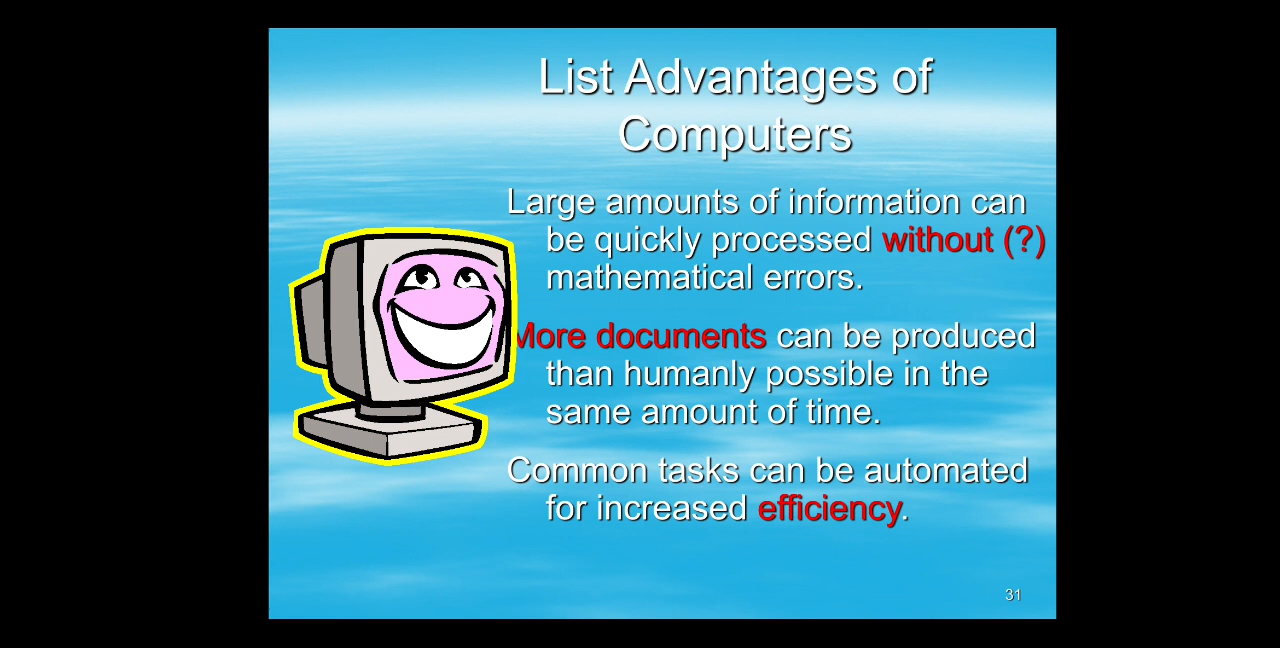 List Advantages of
Computers
Large amounts of information can
be quickly processed without (?)
mathematical errors.
More documents can be produced
than humanly possible in the
same amount of time.
Common tasks can be automated
for increased efficiency.
31